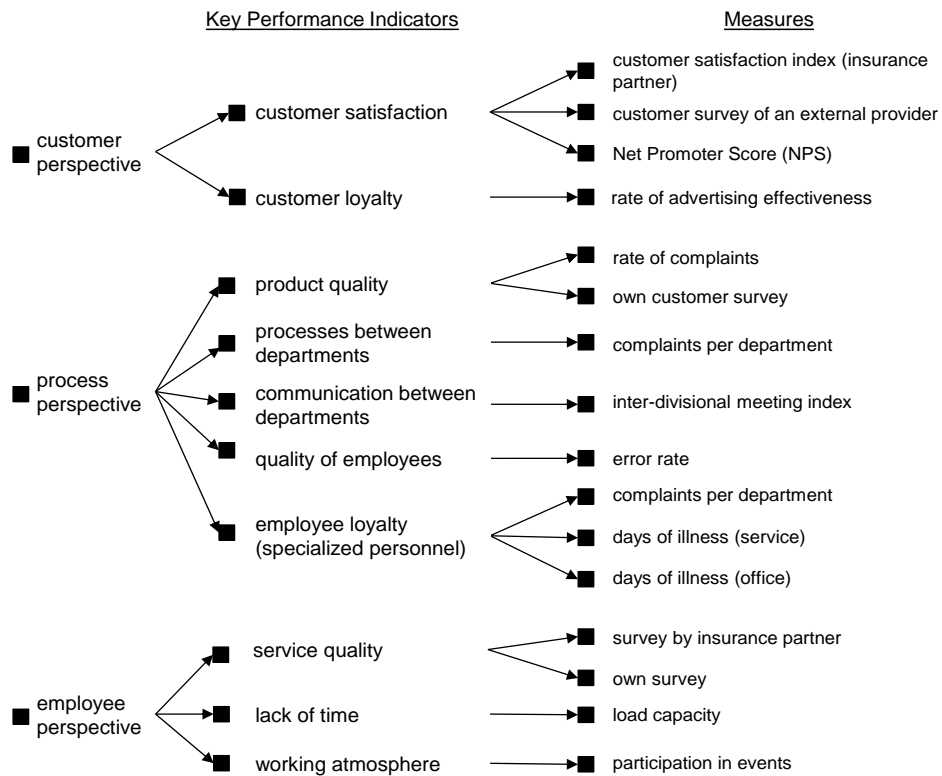 Key Performance Indicators
Measures
customer
perspective
customer satisfaction
customer satisfaction index (insurance
partner)
customer survey of an external provider
Net Promoter Score (NPS)
customer loyalty
rate of advertising effectiveness
process
perspective
product quality
rate of complaints
own customer survey
processes between
departments
complaints per department
communication between
departments
inter-divisional meeting index
quality of employees
error rate
employee loyalty
(specialized personnel)
complaints per department
days of illness (service)
days of illness (office)
employee
perspective
service quality
survey by insurance partner
own survey
lack of time
load capacity
working atmosphere
participation in events